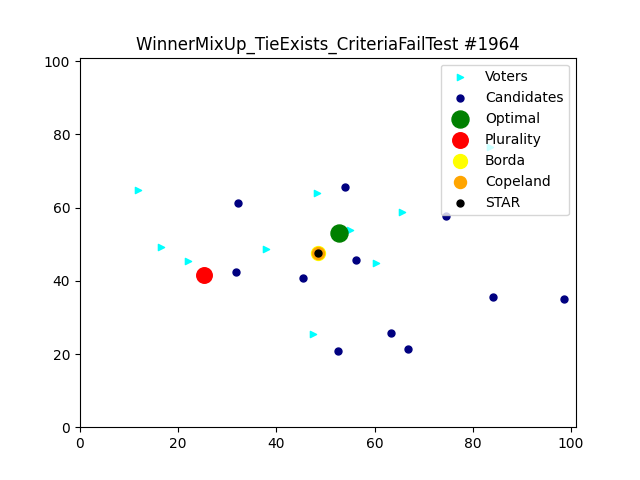 WinnerMixUp_TieExists_CriteriaFailTest #1964
100
80
60
40
20
0
0 20 40 60 80 100
Voters
Candidates
Optimal
Plurality
Borda
Copeland
STAR